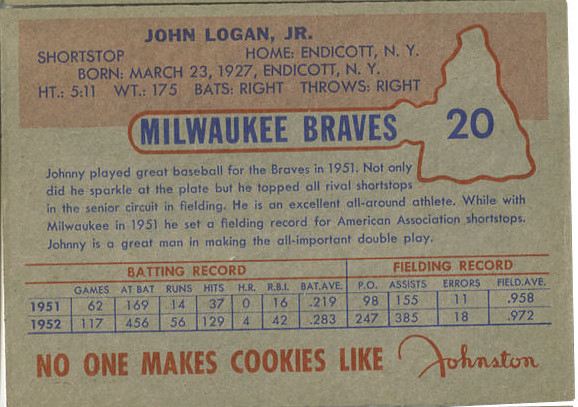 JOHN LOGAN, JR.
SHORTSTOP HOME: ENDICOTT, N. Y.
BORN: MARCH 23, 1927, ENDICOTT, N. Y.
HT.: 5:11 WT.: 175 BATS: RIGHT THROWS: RIGHT
MILWAUKEE BRAVES 20
Johnny played great baseball for the Braves in 1951. Not only
did he sparkle at the plate but he topped all rival shortstops
in the senior circuit in fielding. He is an excellent all-around athlete. While with
Milwaukee in 1951 he set a fielding record for American Association shortstops.
Johnny is a great man in making the all-important double play.
BATTING RECORD FIELDING RECORD
GAMES AT BAT RUNS HITS H.R. R.B.I. BAT.AVE. P.O. ASSISTS ERRORS FIELD.AVE.
1951 62 169 14 37 0 16 .219 98 155 11 .958
1952 117 456 56 129 4 42 .283 247 385 18 .972
NO ONE MAKES COOKIES LIKE Johnston